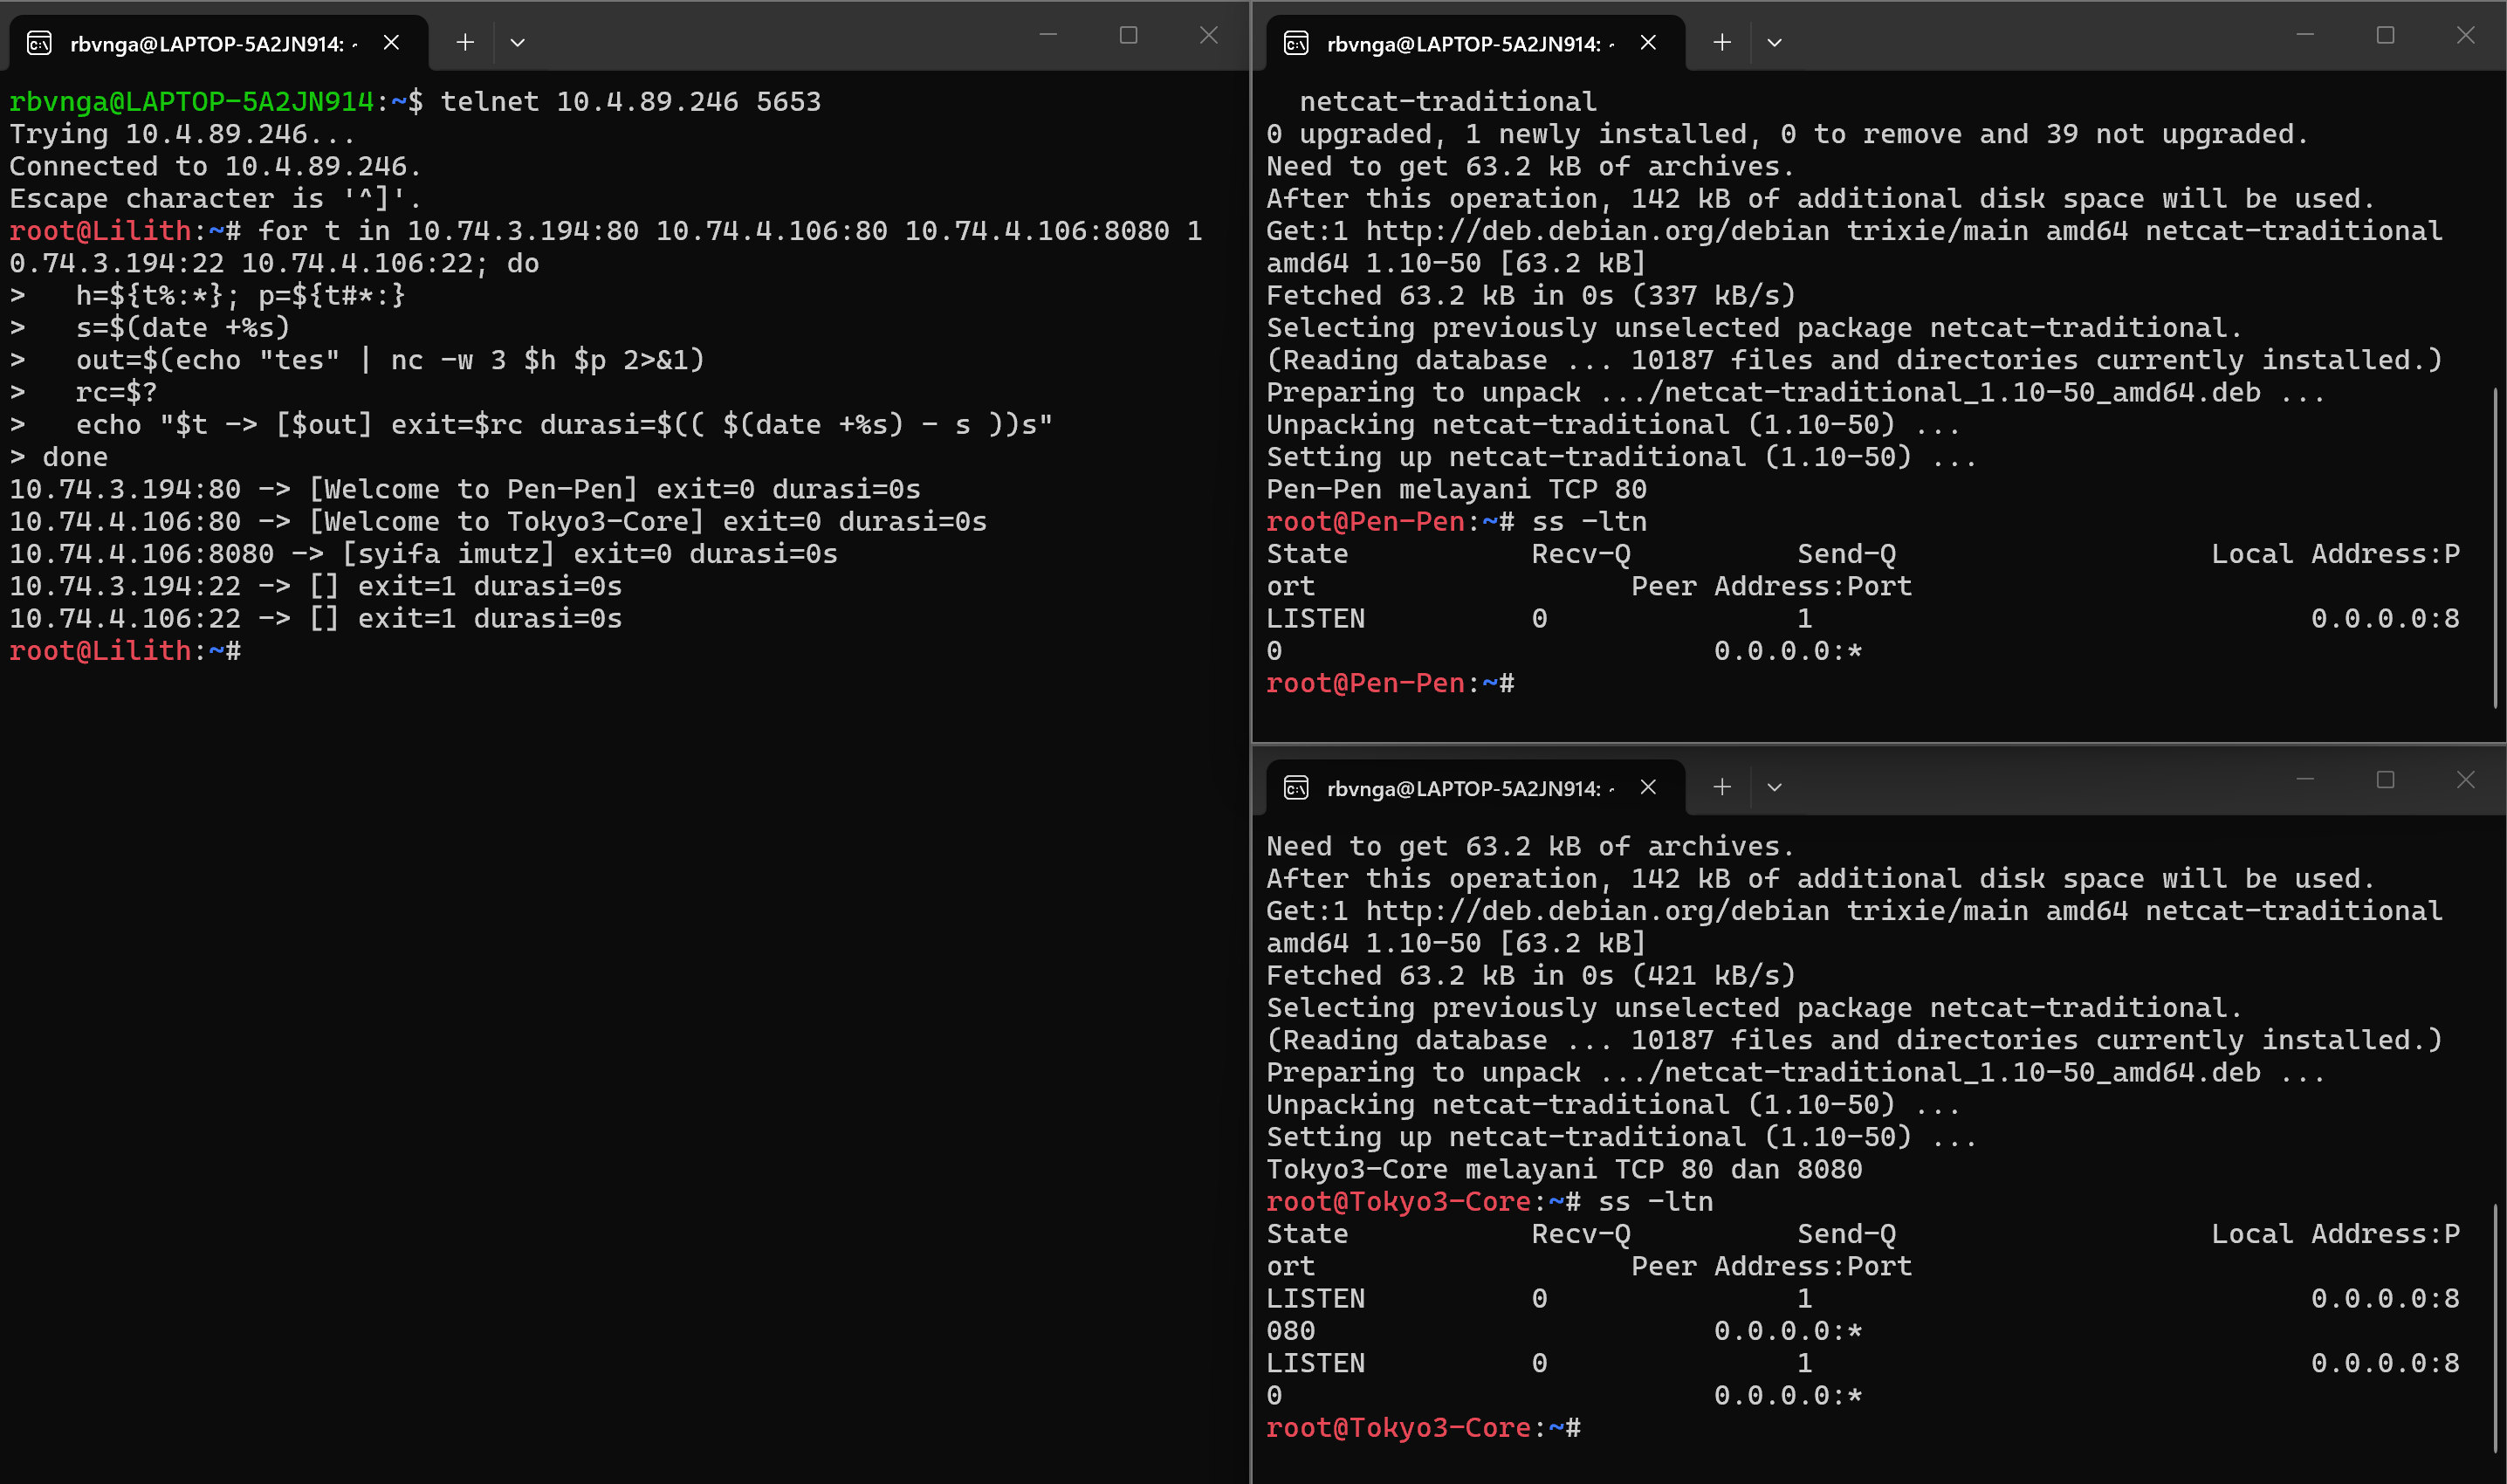 rbvnga@LAPTOP-5A2JN914: ~
rbvnga@LAPTOP-5A2JN914:~$ telnet 10.4.89.246 5653
Trying 10.4.89.246...
Connected to 10.4.89.246.
Escape character is '^]'.
root@Lilith:~# for t in 10.74.3.194:80 10.74.4.106:80 10.74.4.106:8080 1
0.74.3.194:22 10.74.4.106:22; do
>   h=${t%:*}; p=${t#*:}
>   s=$(date +%s)
>   out=$(echo "tes" | nc -w 3 $h $p 2>&1)
>   rc=$?
>   echo "$t -> [$out] exit=$rc durasi=$(( $(date +%s) - s ))s"
> done
10.74.3.194:80 -> [Welcome to Pen-Pen] exit=0 durasi=0s
10.74.4.106:80 -> [Welcome to Tokyo3-Core] exit=0 durasi=0s
10.74.4.106:8080 -> [syifa imutz] exit=0 durasi=0s
10.74.3.194:22 -> [] exit=1 durasi=0s
10.74.4.106:22 -> [] exit=1 durasi=0s
root@Lilith:~#
rbvnga@LAPTOP-5A2JN914: ~
  netcat-traditional
0 upgraded, 1 newly installed, 0 to remove and 39 not upgraded.
Need to get 63.2 kB of archives.
After this operation, 142 kB of additional disk space will be used.
Get:1 http://deb.debian.org/debian trixie/main amd64 netcat-traditional
amd64 1.10-50 [63.2 kB]
Fetched 63.2 kB in 0s (337 kB/s)
Selecting previously unselected package netcat-traditional.
(Reading database ... 10187 files and directories currently installed.)
Preparing to unpack .../netcat-traditional_1.10-50_amd64.deb ...
Unpacking netcat-traditional (1.10-50) ...
Setting up netcat-traditional (1.10-50) ...
Pen-Pen melayani TCP 80
root@Pen-Pen:~# ss -ltn
State           Recv-Q          Send-Q                   Local Address:P
ort                   Peer Address:Port
LISTEN          0               1                              0.0.0.0:8
0                          0.0.0.0:*
root@Pen-Pen:~#
rbvnga@LAPTOP-5A2JN914: ~
Need to get 63.2 kB of archives.
After this operation, 142 kB of additional disk space will be used.
Get:1 http://deb.debian.org/debian trixie/main amd64 netcat-traditional
amd64 1.10-50 [63.2 kB]
Fetched 63.2 kB in 0s (421 kB/s)
Selecting previously unselected package netcat-traditional.
(Reading database ... 10187 files and directories currently installed.)
Preparing to unpack .../netcat-traditional_1.10-50_amd64.deb ...
Unpacking netcat-traditional (1.10-50) ...
Setting up netcat-traditional (1.10-50) ...
Tokyo3-Core melayani TCP 80 dan 8080
root@Tokyo3-Core:~# ss -ltn
State           Recv-Q          Send-Q                   Local Address:P
ort                   Peer Address:Port
LISTEN          0               1                              0.0.0.0:8
080                        0.0.0.0:*
LISTEN          0               1                              0.0.0.0:8
0                          0.0.0.0:*
root@Tokyo3-Core:~#